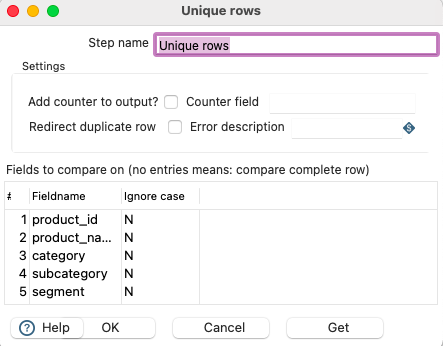 Unique rows
Step name Unique rows
Settings
Add counter to output? Counter field
Redirect duplicate row Error description
Fields to compare on (no entries means: compare complete row)
# Fieldname Ignore case
1 product_id N
2 product_na... N
3 category N
4 subcategory N
5 segment N
? Help OK Cancel Get